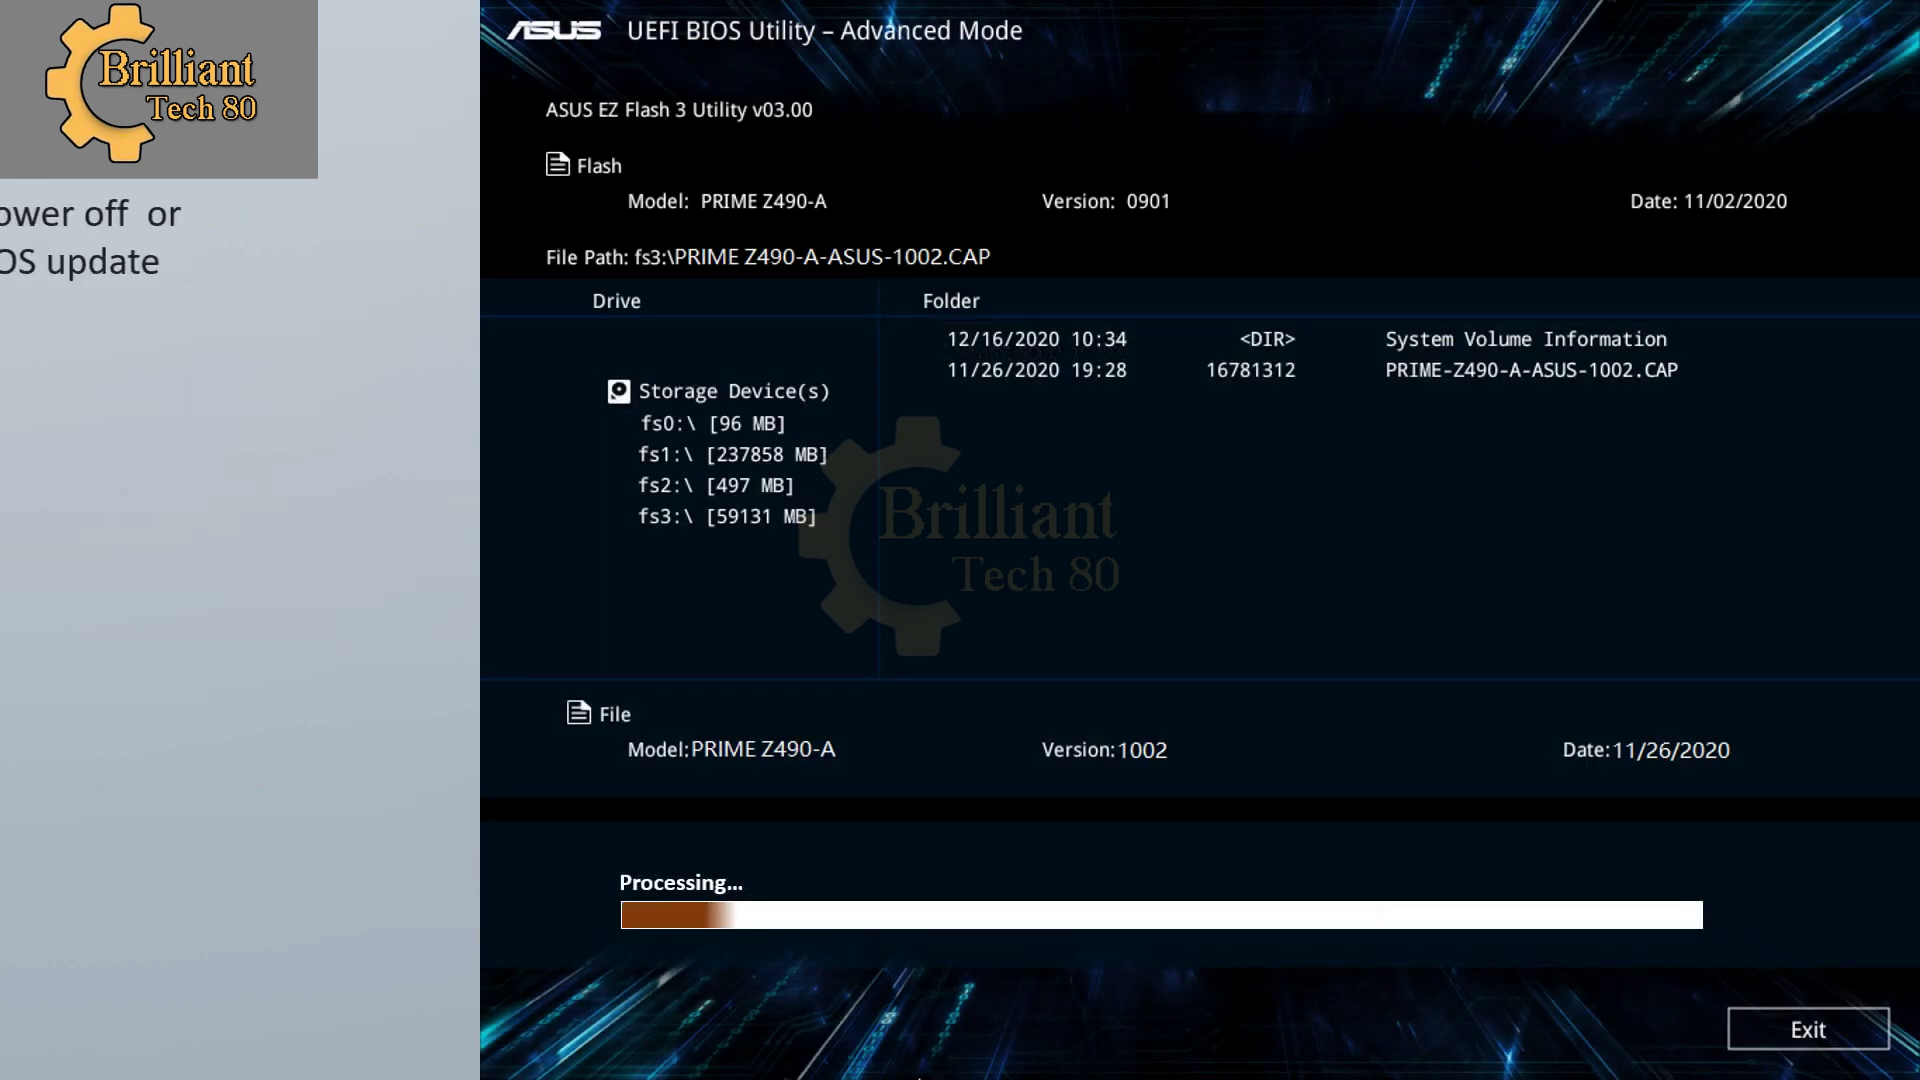 Brilliant
Tech 80
ower off or
OS update
ASUS UEFI BIOS Utility – Advanced Mode
ASUS EZ Flash 3 Utility v03.00
Flash
Model: PRIME Z490-A Version: 0901 Date: 11/02/2020
File Path: fs3:\PRIME Z490-A-ASUS-1002.CAP
Drive Folder
12/16/2020 10:34 <DIR> System Volume Information
11/26/2020 19:28 16781312 PRIME-Z490-A-ASUS-1002.CAP
Storage Device(s)
fs0:\ [96 MB]
fs1:\ [237858 MB]
fs2:\ [497 MB]
fs3:\ [59131 MB]
Brilliant
Tech 80
File
Model:PRIME Z490-A Version:1002 Date:11/26/2020
Processing...
Exit